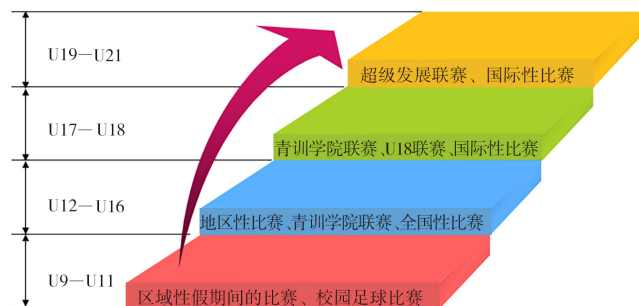 U19—U21
超级发展联赛、国际性比赛
U17—U18
青训学院联赛、U18联赛、国际性比赛
U12—U16
地区性比赛、青训学院联赛、全国性比赛
U9—U11
区域性假期间的比赛、校园足球比赛